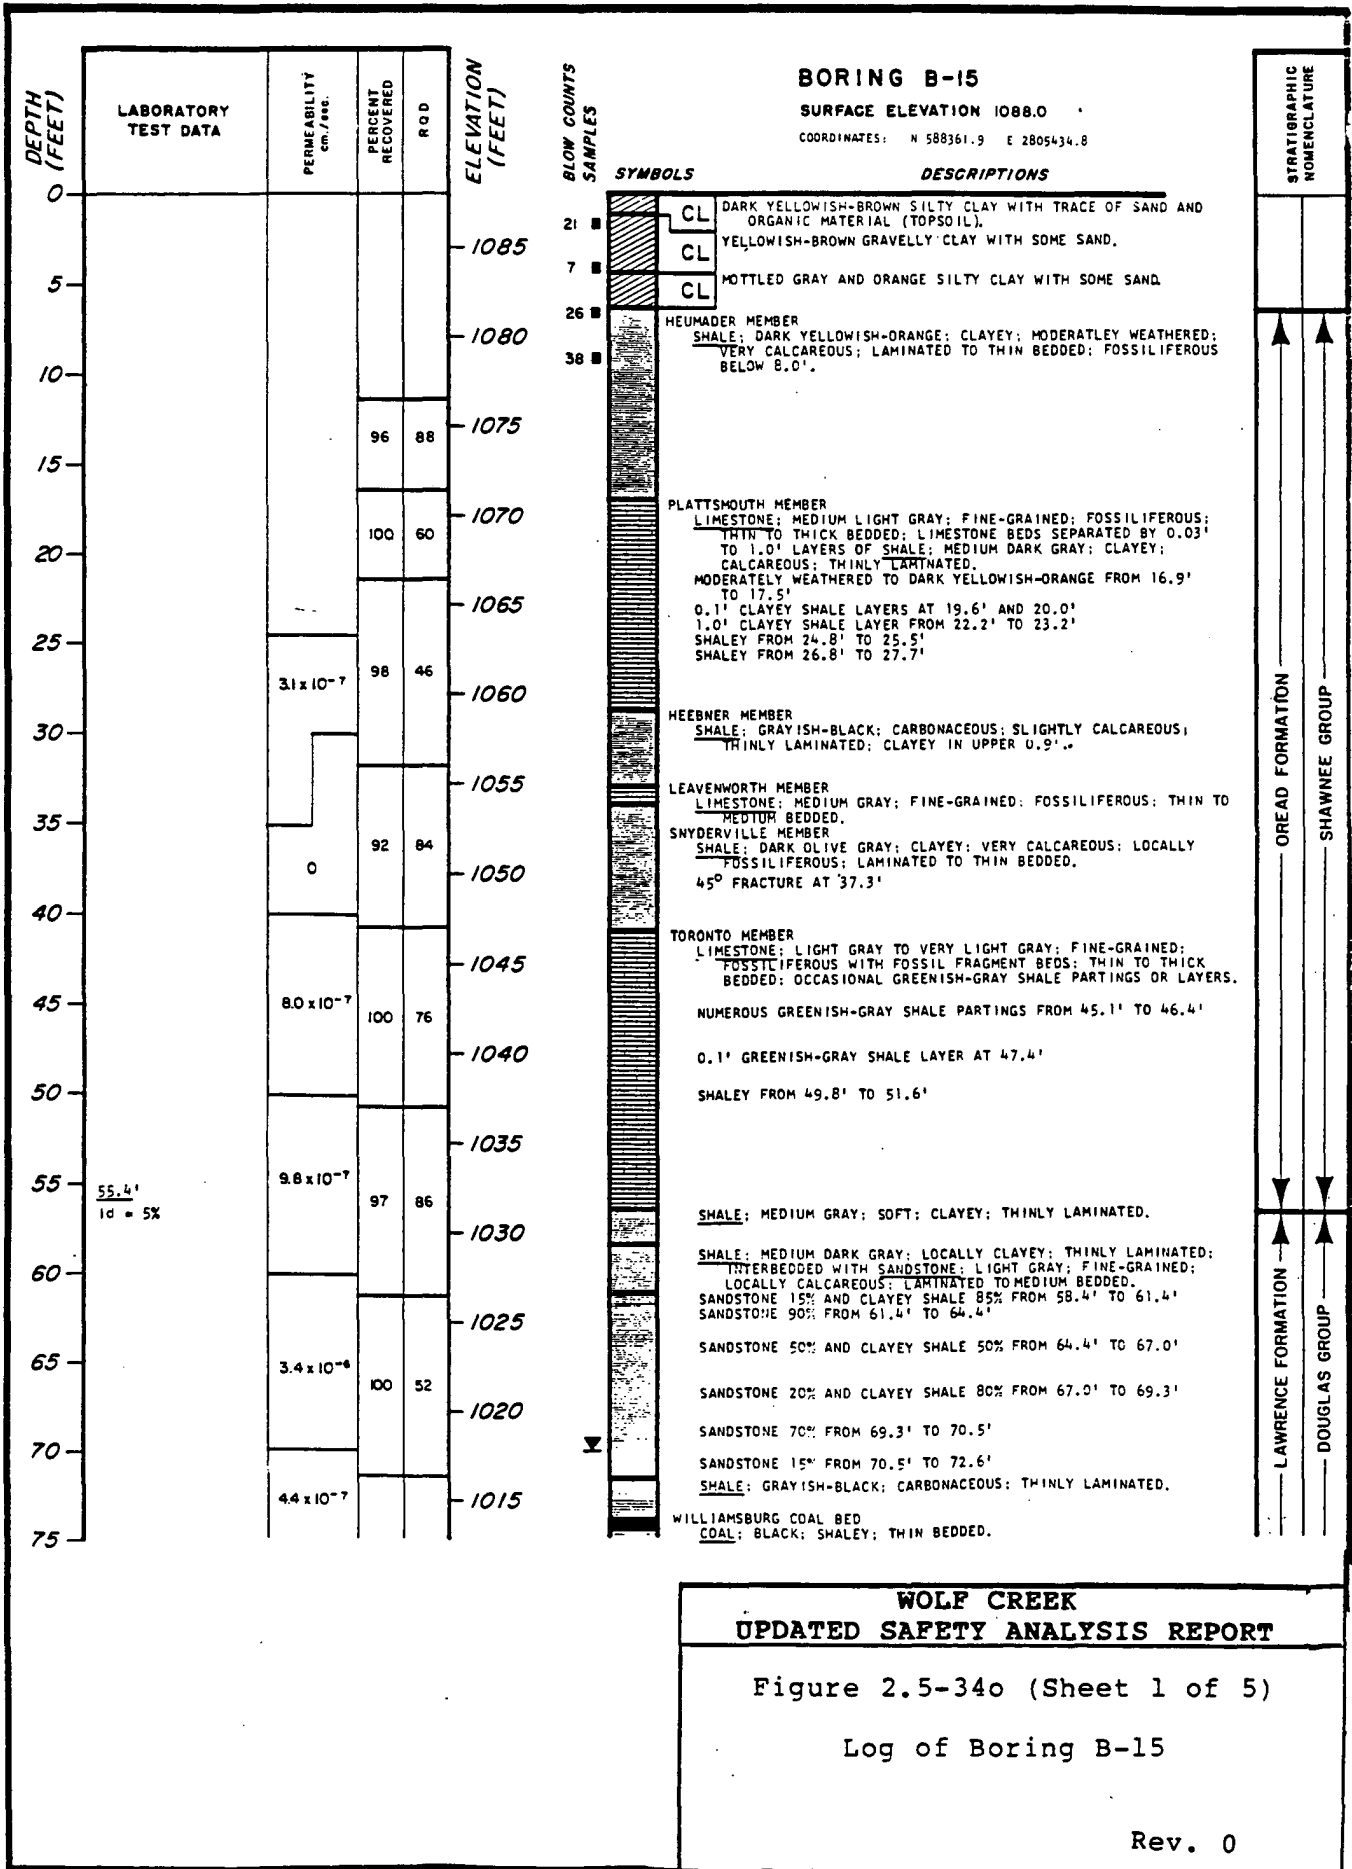 BORING B-15
SURFACE ELEVATION 1088.0
COORDINATES: N 588361.9 E 2805434.8
DEPTH (FEET)
LABORATORY TEST DATA
PERMEABILITY cm./sec.
PERCENT RECOVERED
RQD
ELEVATION (FEET)
BLOW COUNTS
SAMPLES
SYMBOLS
DESCRIPTIONS
STRATIGRAPHIC NOMENCLATURE
0
5
10
15
20
25
30
35
40
45
50
55
60
65
70
75
55.4'
Id = 5%
3.1 x 10-7
0
8.0 x 10-7
9.8 x 10-7
3.4 x 10-6
4.4 x 10-7
96 88
100 60
98 46
92 84
100 76
97 86
100 52
1085
1080
1075
1070
1065
1060
1055
1050
1045
1040
1035
1030
1025
1020
1015
21
7
26
38
CL
DARK YELLOWISH-BROWN SILTY CLAY WITH TRACE OF SAND AND
ORGANIC MATERIAL (TOPSOIL).
CL
YELLOWISH-BROWN GRAVELLY CLAY WITH SOME SAND.
CL
MOTTLED GRAY AND ORANGE SILTY CLAY WITH SOME SAND
HEUMADER MEMBER
SHALE; DARK YELLOWISH-ORANGE; CLAYEY; MODERATLEY WEATHERED;
VERY CALCAREOUS; LAMINATED TO THIN BEDDED; FOSSILIFEROUS
BELOW 8.0'.
PLATTSMOUTH MEMBER
LIMESTONE; MEDIUM LIGHT GRAY; FINE-GRAINED; FOSSILIFEROUS;
THIN TO THICK BEDDED; LIMESTONE BEDS SEPARATED BY 0.03'
TO 1.0' LAYERS OF SHALE; MEDIUM DARK GRAY; CLAYEY;
CALCAREOUS; THINLY LAMINATED.
MODERATELY WEATHERED TO DARK YELLOWISH-ORANGE FROM 16.9'
TO 17.5'
0.1' CLAYEY SHALE LAYERS AT 19.6' AND 20.0'
1.0' CLAYEY SHALE LAYER FROM 22.2' TO 23.2'
SHALEY FROM 24.8' TO 25.5'
SHALEY FROM 26.8' TO 27.7'
HEEBNER MEMBER
SHALE; GRAYISH-BLACK; CARBONACEOUS; SLIGHTLY CALCAREOUS;
THINLY LAMINATED; CLAYEY IN UPPER 0.9'.
LEAVENWORTH MEMBER
LIMESTONE; MEDIUM GRAY; FINE-GRAINED; FOSSILIFEROUS; THIN TO
MEDIUM BEDDED.
SNYDERVILLE MEMBER
SHALE; DARK OLIVE GRAY; CLAYEY; VERY CALCAREOUS; LOCALLY
FOSSILIFEROUS; LAMINATED TO THIN BEDDED.
45° FRACTURE AT 37.3'
TORONTO MEMBER
LIMESTONE; LIGHT GRAY TO VERY LIGHT GRAY; FINE-GRAINED;
FOSSILIFEROUS WITH FOSSIL FRAGMENT BEDS; THIN TO THICK
BEDDED; OCCASIONAL GREENISH-GRAY SHALE PARTINGS OR LAYERS.
NUMEROUS GREENISH-GRAY SHALE PARTINGS FROM 45.1' TO 46.4'
0.1' GREENISH-GRAY SHALE LAYER AT 47.4'
SHALEY FROM 49.8' TO 51.6'
SHALE; MEDIUM GRAY; SOFT; CLAYEY; THINLY LAMINATED.
SHALE; MEDIUM DARK GRAY; LOCALLY CLAYEY; THINLY LAMINATED;
INTERBEDDED WITH SANDSTONE; LIGHT GRAY; FINE-GRAINED;
LOCALLY CALCAREOUS; LAMINATED TO MEDIUM BEDDED.
SANDSTONE 15% AND CLAYEY SHALE 85% FROM 58.4' TO 61.4'
SANDSTONE 90% FROM 61.4' TO 64.4'
SANDSTONE 50% AND CLAYEY SHALE 50% FROM 64.4' TO 67.0'
SANDSTONE 20% AND CLAYEY SHALE 80% FROM 67.0' TO 69.3'
SANDSTONE 70% FROM 69.3' TO 70.5'
SANDSTONE 15% FROM 70.5' TO 72.6'
SHALE; GRAYISH-BLACK; CARBONACEOUS; THINLY LAMINATED.
WILLIAMSBURG COAL BED
COAL; BLACK; SHALEY; THIN BEDDED.
OREAD FORMATION
SHAWNEE GROUP
LAWRENCE FORMATION
DOUGLAS GROUP
WOLF CREEK
UPDATED SAFETY ANALYSIS REPORT
Figure 2.5-34o (Sheet 1 of 5)
Log of Boring B-15
Rev. 0